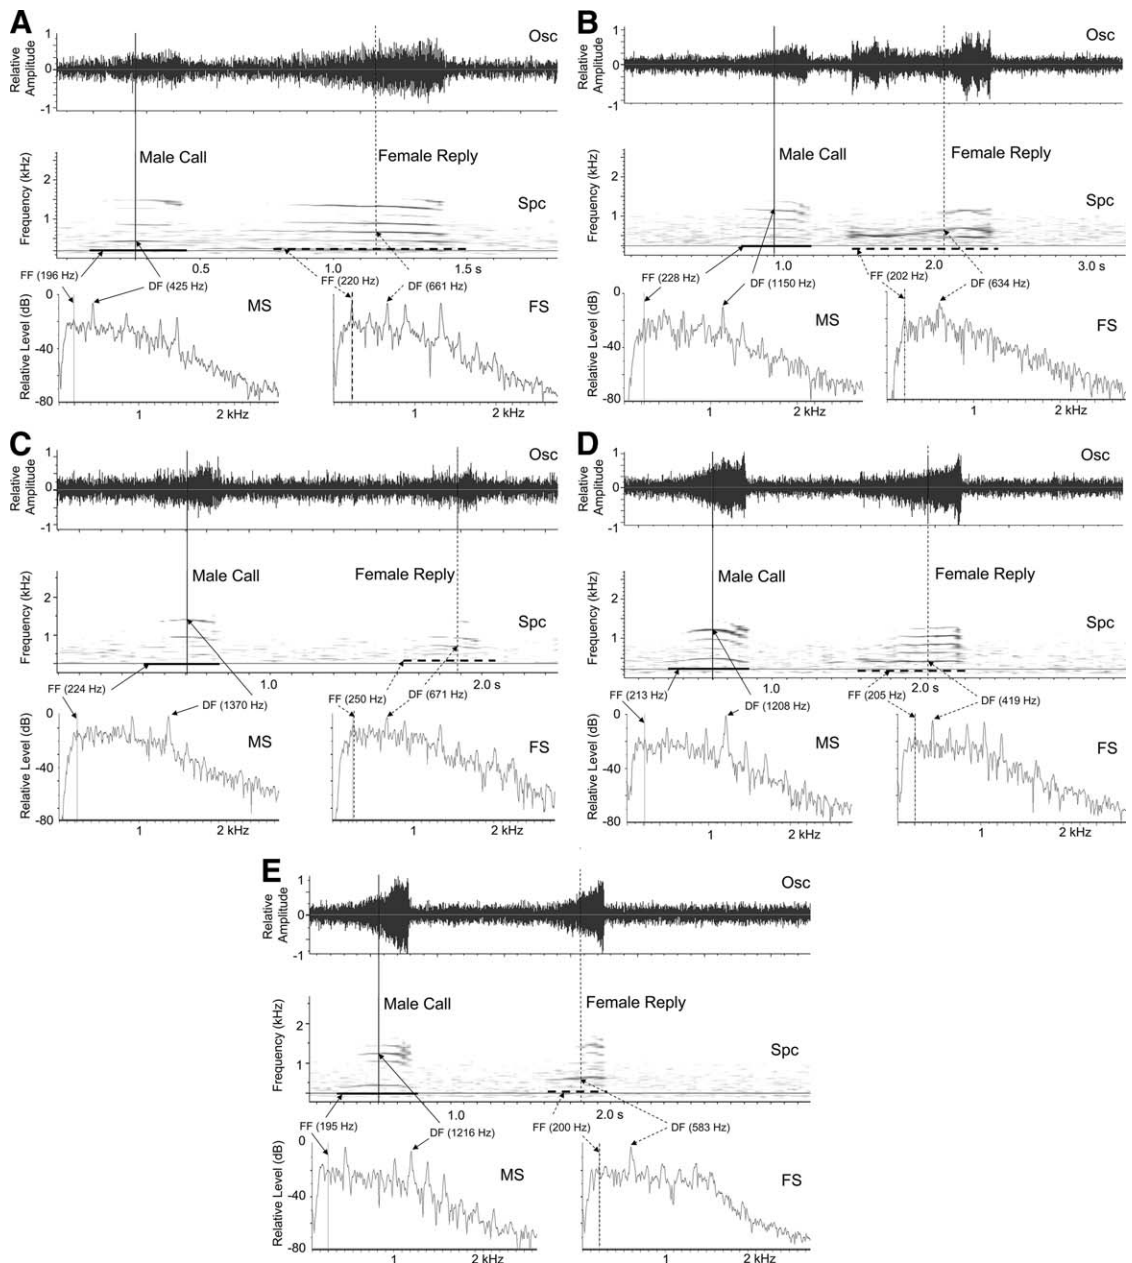 A
Relative
Amplitude
1
0
-1
Osc
Frequency (kHz)
2
1
Male Call
Female Reply
Spc
0.5
1.0
1.5 s
FF (196 Hz)
DF (425 Hz)
FF (220 Hz)
DF (661 Hz)
Relative Level (dB)
0
-40
-80
MS
FS
1
2 kHz
1
2 kHz
B
Relative
Amplitude
1
0
-1
Osc
Frequency (kHz)
2
1
Male Call
Female Reply
Spc
1.0
2.0
3.0 s
FF (228 Hz)
DF (1150 Hz)
FF (202 Hz)
DF (634 Hz)
Relative Level (dB)
0
-40
-80
MS
FS
1
2 kHz
1
2 kHz
C
Relative
Amplitude
1
0
-1
Osc
Frequency (kHz)
2
1
Male Call
Female Reply
Spc
1.0
2.0 s
FF (224 Hz)
DF (1370 Hz)
FF (250 Hz)
DF (671 Hz)
Relative Level (dB)
0
-40
-80
MS
FS
1
2 kHz
1
2 kHz
D
Relative
Amplitude
1
0
-1
Osc
Frequency (kHz)
2
1
Male Call
Female Reply
Spc
1.0
2.0 s
FF (213 Hz)
DF (1208 Hz)
FF (205 Hz)
DF (419 Hz)
Relative Level (dB)
0
-40
-80
MS
FS
1
2 kHz
1
2 kHz
E
Relative
Amplitude
1
0
-1
Osc
Frequency (kHz)
2
1
Male Call
Female Reply
Spc
1.0
2.0 s
FF (195 Hz)
DF (1216 Hz)
FF (200 Hz)
DF (583 Hz)
Relative Level (dB)
0
-40
-80
MS
FS
1
2 kHz
1
2 kHz